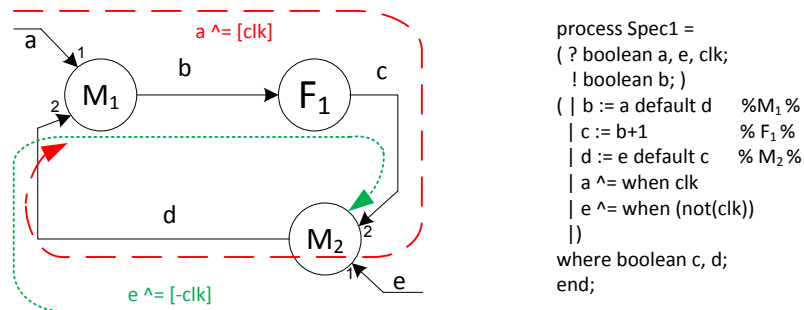 a ^= [clk]
a
1
b
c
M1
F1
2
d
M2
2
1
e
e ^= [-clk]
process Spec1 =
( ? boolean a, e, clk;
! boolean b; )
( | b := a default d %M1 %
| c := b+1 % F1 %
| d := e default c % M2 %
| a ^= when clk
| e ^= when (not(clk))
|)
where boolean c, d;
end;